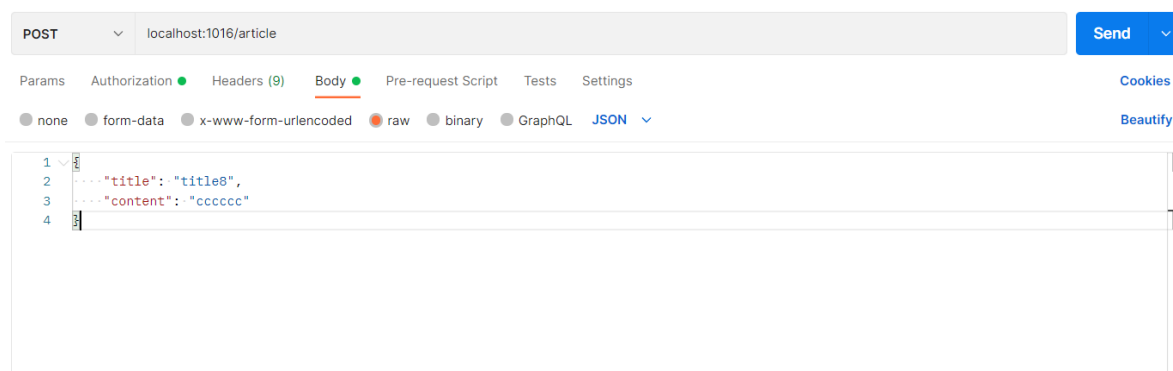 POST localhost:1016/article Send
Params Authorization Headers (9) Body Pre-request Script Tests Settings Cookies
none form-data x-www-form-urlencoded raw binary GraphQL JSON Beautify
1 {
2 ····"title":·"title8",
3 ····"content":·"cccccc"
4 }